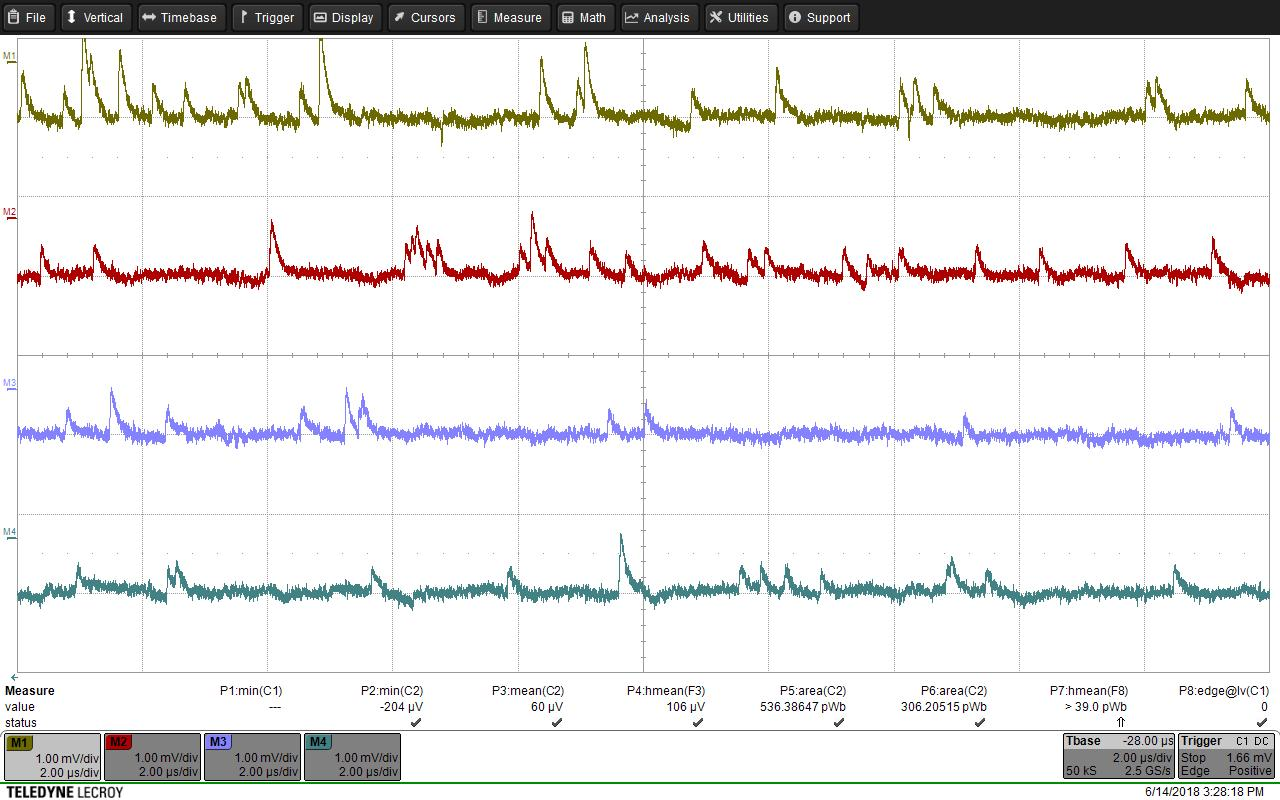 File Vertical Timebase Trigger Display Cursors Measure Math Analysis Utilities Support
M1
M2
M3
M4
Measure P1:min(C1) P2:min(C2) P3:mean(C2) P4:hmean(F3) P5:area(C2) P6:area(C2) P7:hmean(F8) P8:edge@lv(C1)
value --- -204 µV 60 µV 106 µV 536.38647 pWb 306.20515 pWb > 39.0 pWb 0
status
M1 M2 M3 M4 Tbase -28.00 µs Trigger C1 DC
1.00 mV/div 1.00 mV/div 1.00 mV/div 1.00 mV/div 2.00 µs/div Stop 1.66 mV
2.00 µs/div 2.00 µs/div 2.00 µs/div 2.00 µs/div 50 kS 2.5 GS/s Edge Positive
TELEDYNE LECROY 6/14/2018 3:28:18 PM